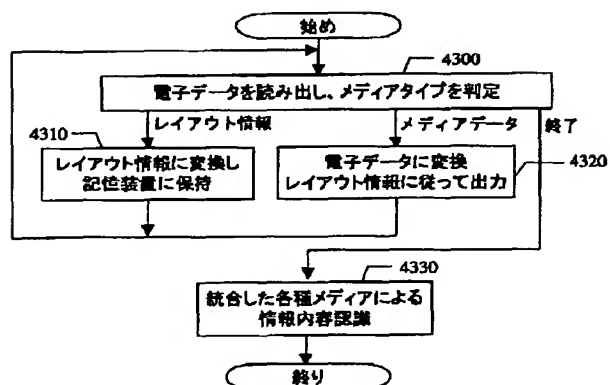 始め
4300
電子データを読み出し、メディアタイプを判定
レイアウト情報
メディアデータ
終了
4310
レイアウト情報に変換し
記憶装置に保持
電子データに変換
レイアウト情報に従って出力
4320
4330
統合した各種メディアによる
情報内容認識
終り